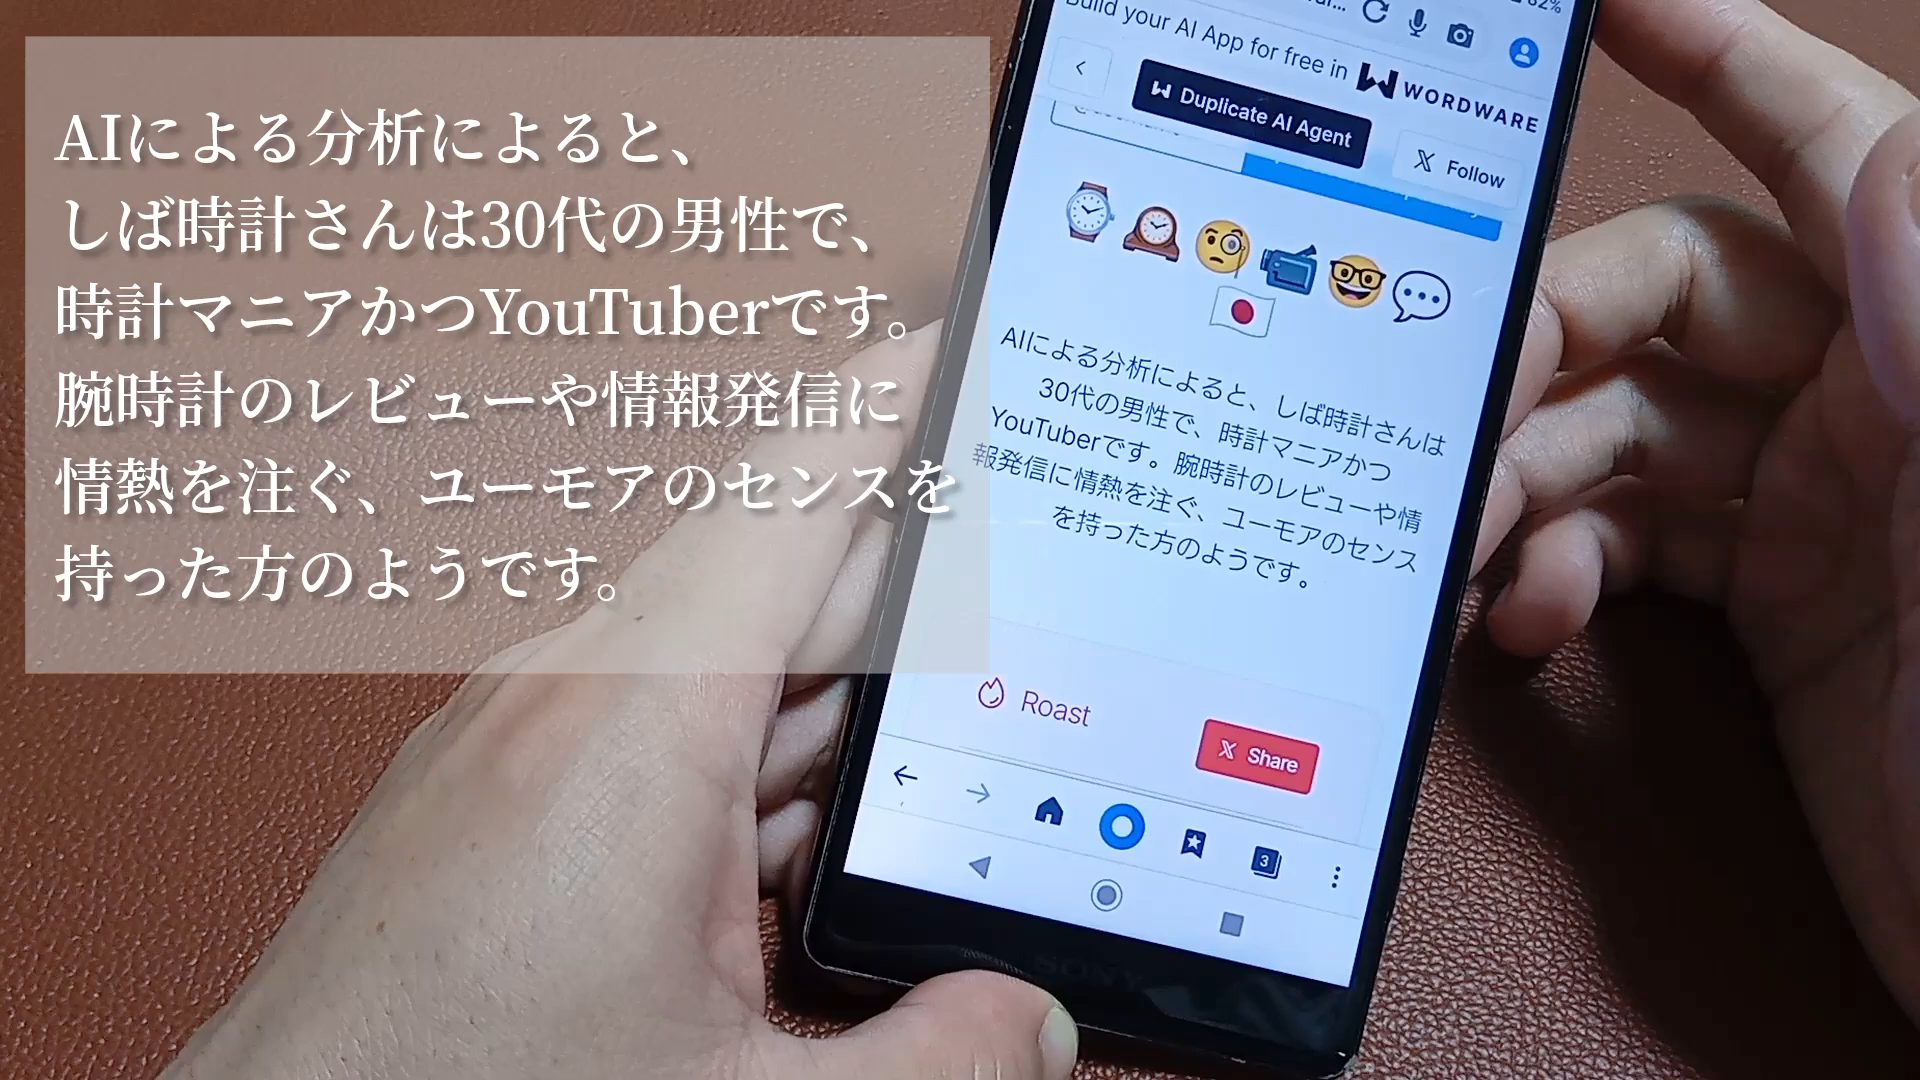 AIによる分析によると、
しば時計さんは30代の男性で、
時計マニアかつYouTuberです。
腕時計のレビューや情報発信に
情熱を注ぐ、ユーモアのセンスを
持った方のようです。
82%
Build your AI App for free in WORDWARE
Duplicate AI Agent
Follow
AIによる分析によると、しば時計さんは
30代の男性で、時計マニアかつ
YouTuberです。腕時計のレビューや情
報発信に情熱を注ぐ、ユーモアのセンス
を持った方のようです。
Roast
Share
3
SONY